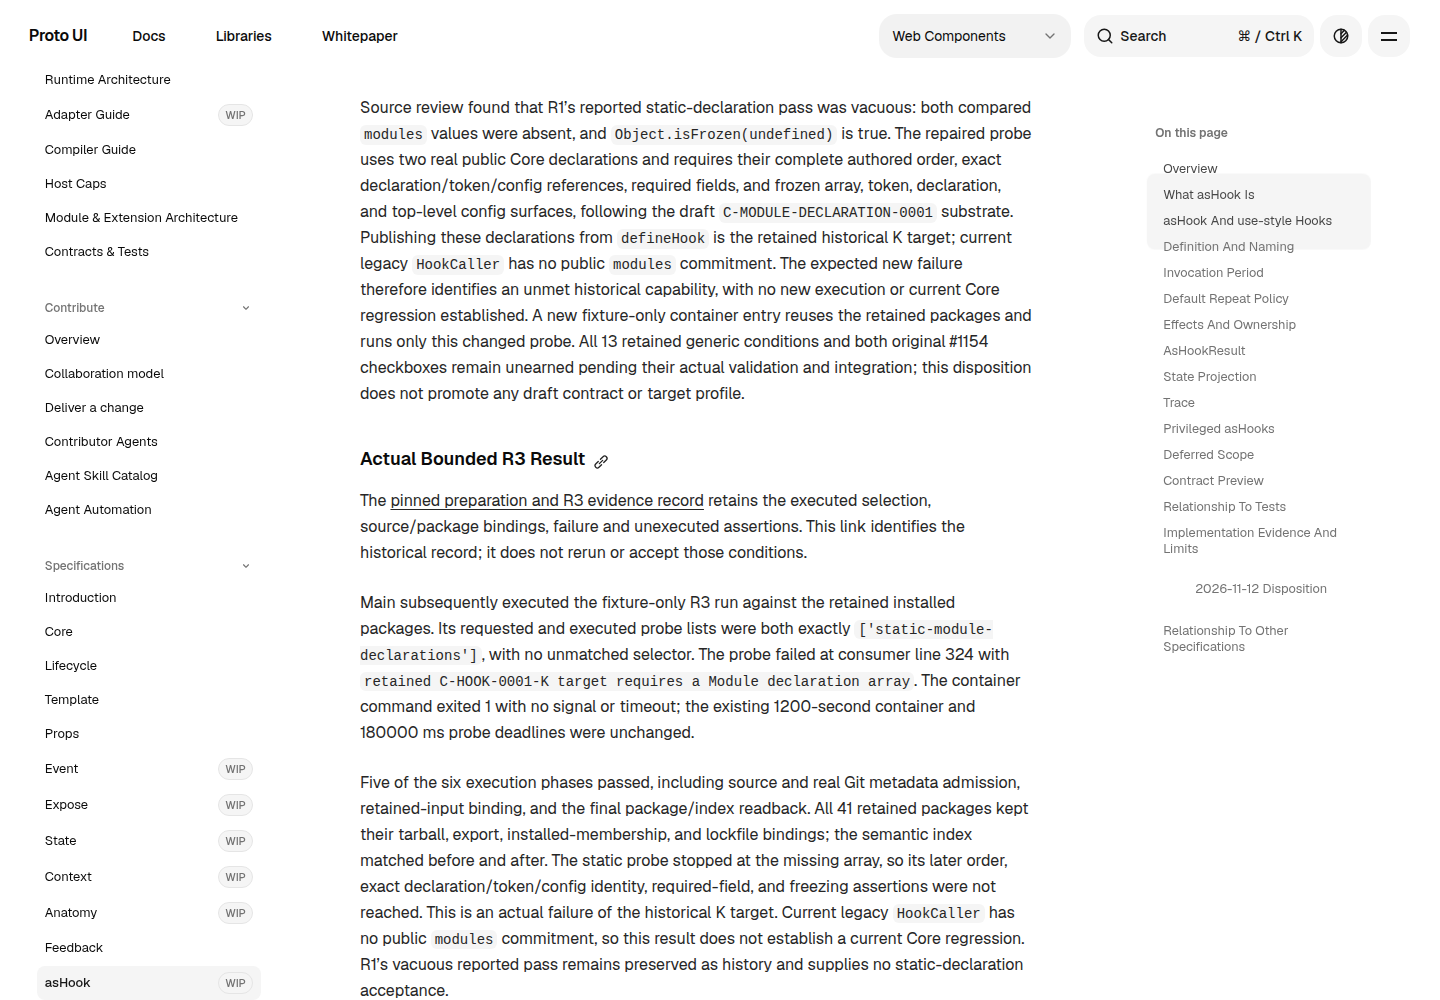 Proto UI
Docs
Libraries
Whitepaper
Web Components
Search
⌘ / Ctrl K
Runtime Architecture
Adapter Guide
WIP
Compiler Guide
Host Caps
Module & Extension Architecture
Contracts & Tests
Contribute
Overview
Collaboration model
Deliver a change
Contributor Agents
Agent Skill Catalog
Agent Automation
Specifications
Introduction
Core
Lifecycle
Template
Props
Event
WIP
Expose
WIP
State
WIP
Context
WIP
Anatomy
WIP
Feedback
asHook
WIP
Source review found that R1’s reported static-declaration pass was vacuous: both compared
modules values were absent, and Object.isFrozen(undefined) is true. The repaired probe
uses two real public Core declarations and requires their complete authored order, exact
declaration/token/config references, required fields, and frozen array, token, declaration,
and top-level config surfaces, following the draft C-MODULE-DECLARATION-0001 substrate.
Publishing these declarations from defineHook is the retained historical K target; current
legacy HookCaller has no public modules commitment. The expected new failure
therefore identifies an unmet historical capability, with no new execution or current Core
regression established. A new fixture-only container entry reuses the retained packages and
runs only this changed probe. All 13 retained generic conditions and both original #1154
checkboxes remain unearned pending their actual validation and integration; this disposition
does not promote any draft contract or target profile.
Actual Bounded R3 Result
The pinned preparation and R3 evidence record retains the executed selection,
source/package bindings, failure and unexecuted assertions. This link identifies the
historical record; it does not rerun or accept those conditions.
Main subsequently executed the fixture-only R3 run against the retained installed
packages. Its requested and executed probe lists were both exactly ['static-module-
declarations'], with no unmatched selector. The probe failed at consumer line 324 with
retained C-HOOK-0001-K target requires a Module declaration array. The container
command exited 1 with no signal or timeout; the existing 1200-second container and
180000 ms probe deadlines were unchanged.
Five of the six execution phases passed, including source and real Git metadata admission,
retained-input binding, and the final package/index readback. All 41 retained packages kept
their tarball, export, installed-membership, and lockfile bindings; the semantic index
matched before and after. The static probe stopped at the missing array, so its later order,
exact declaration/token/config identity, required-field, and freezing assertions were not
reached. This is an actual failure of the historical K target. Current legacy HookCaller has
no public modules commitment, so this result does not establish a current Core regression.
R1’s vacuous reported pass remains preserved as history and supplies no static-declaration
acceptance.
On this page
Overview
What asHook Is
asHook And use-style Hooks
Definition And Naming
Invocation Period
Default Repeat Policy
Effects And Ownership
AsHookResult
State Projection
Trace
Privileged asHooks
Deferred Scope
Contract Preview
Relationship To Tests
Implementation Evidence And
Limits
2026-11-12 Disposition
Relationship To Other
Specifications